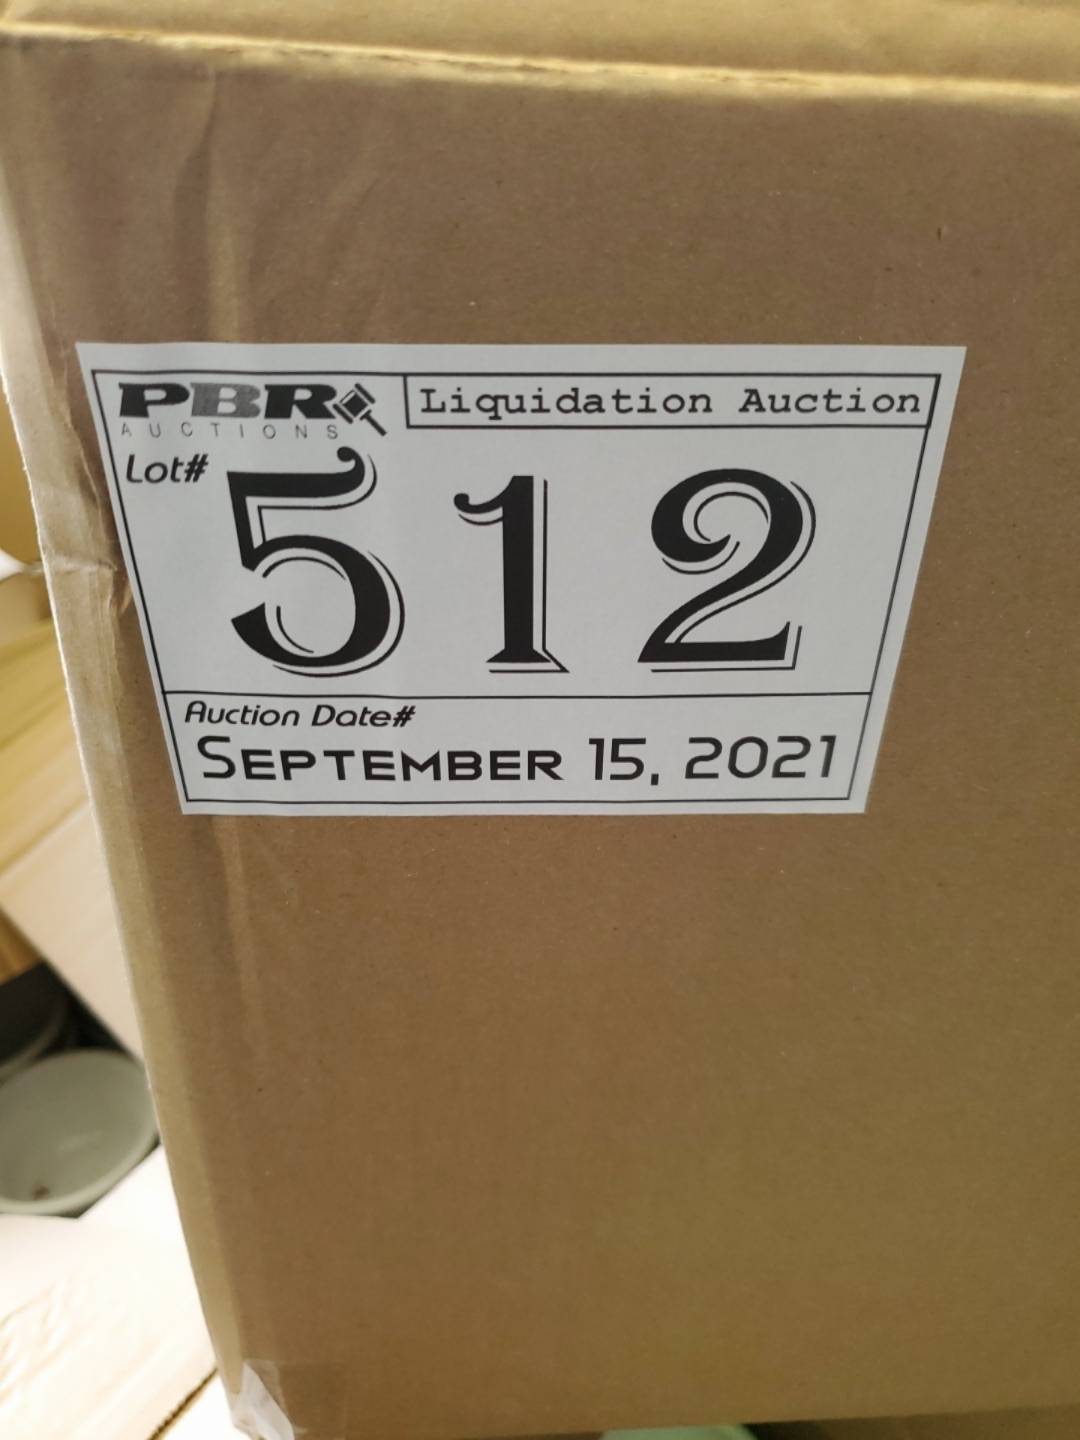 PBR
AUCTIONS
Liquidation Auction
Lot#
512
Auction Date#
SEPTEMBER 15, 2021